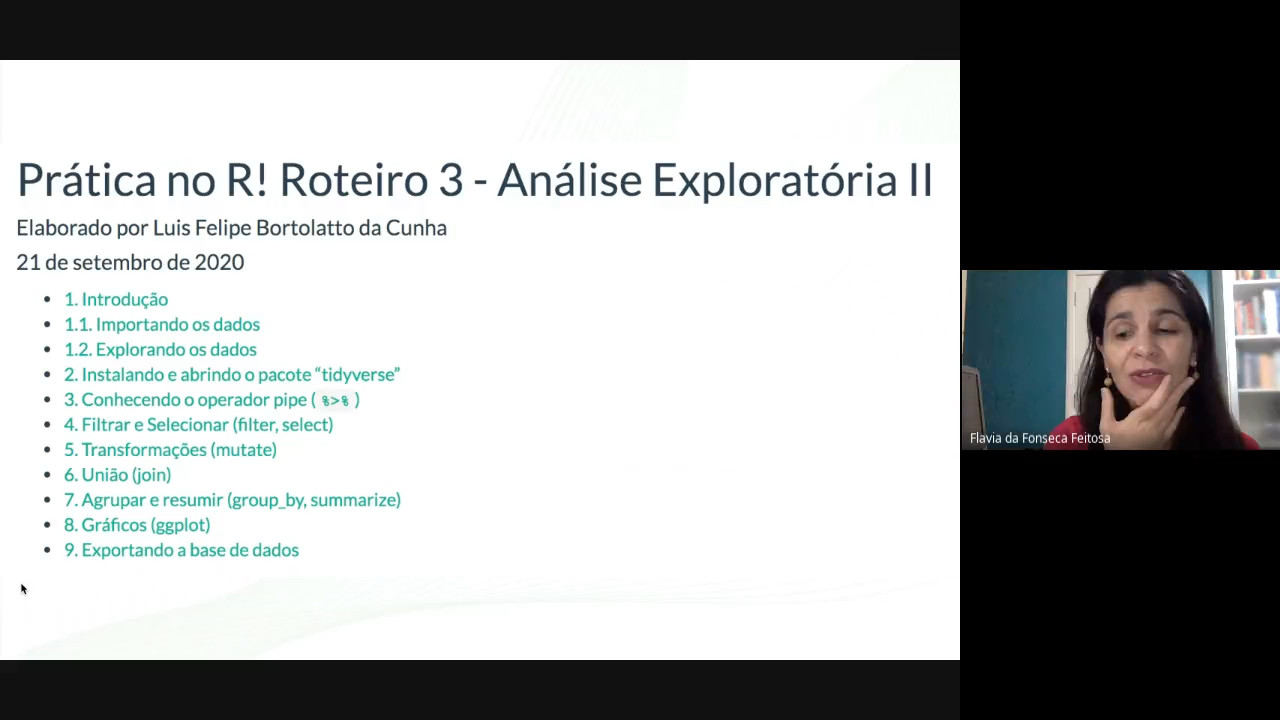 Prática no R! Roteiro 3 - Análise Exploratória II
Elaborado por Luis Felipe Bortolatto da Cunha
21 de setembro de 2020
• 1. Introdução
• 1.1. Importando os dados
• 1.2. Explorando os dados
• 2. Instalando e abrindo o pacote “tidyverse”
• 3. Conhecendo o operador pipe ( %>% )
• 4. Filtrar e Selecionar (filter, select)
• 5. Transformações (mutate)
• 6. União (join)
• 7. Agrupar e resumir (group_by, summarize)
• 8. Gráficos (ggplot)
• 9. Exportando a base de dados
Flavia da Fonseca Feitosa